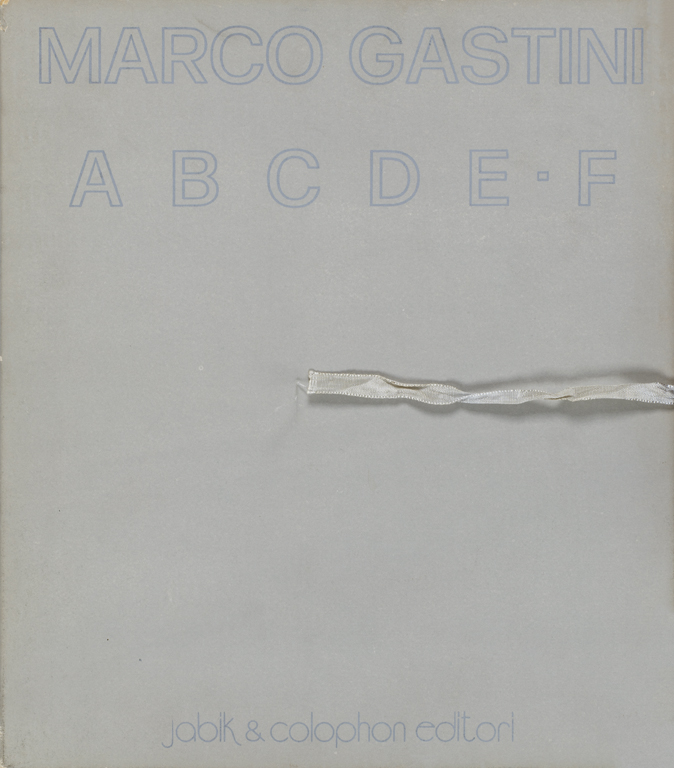 MARCO GASTINI
A B C D E · F
jabik & colophon editori